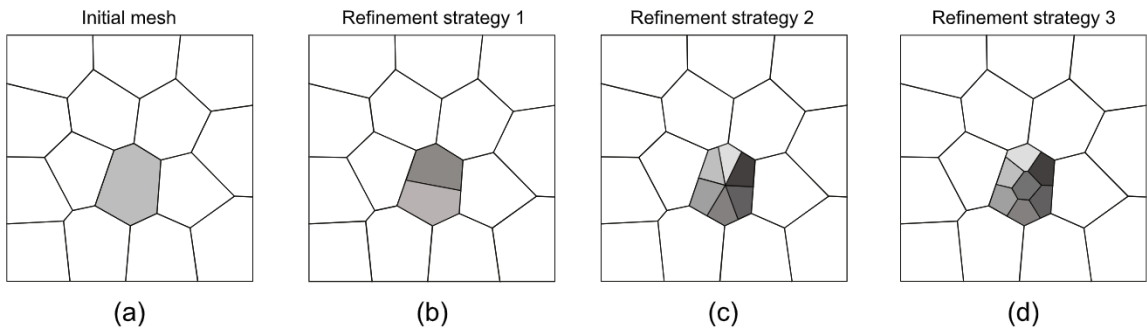 Initial mesh
Refinement strategy 1
Refinement strategy 2
Refinement strategy 3
(a)
(b)
(c)
(d)